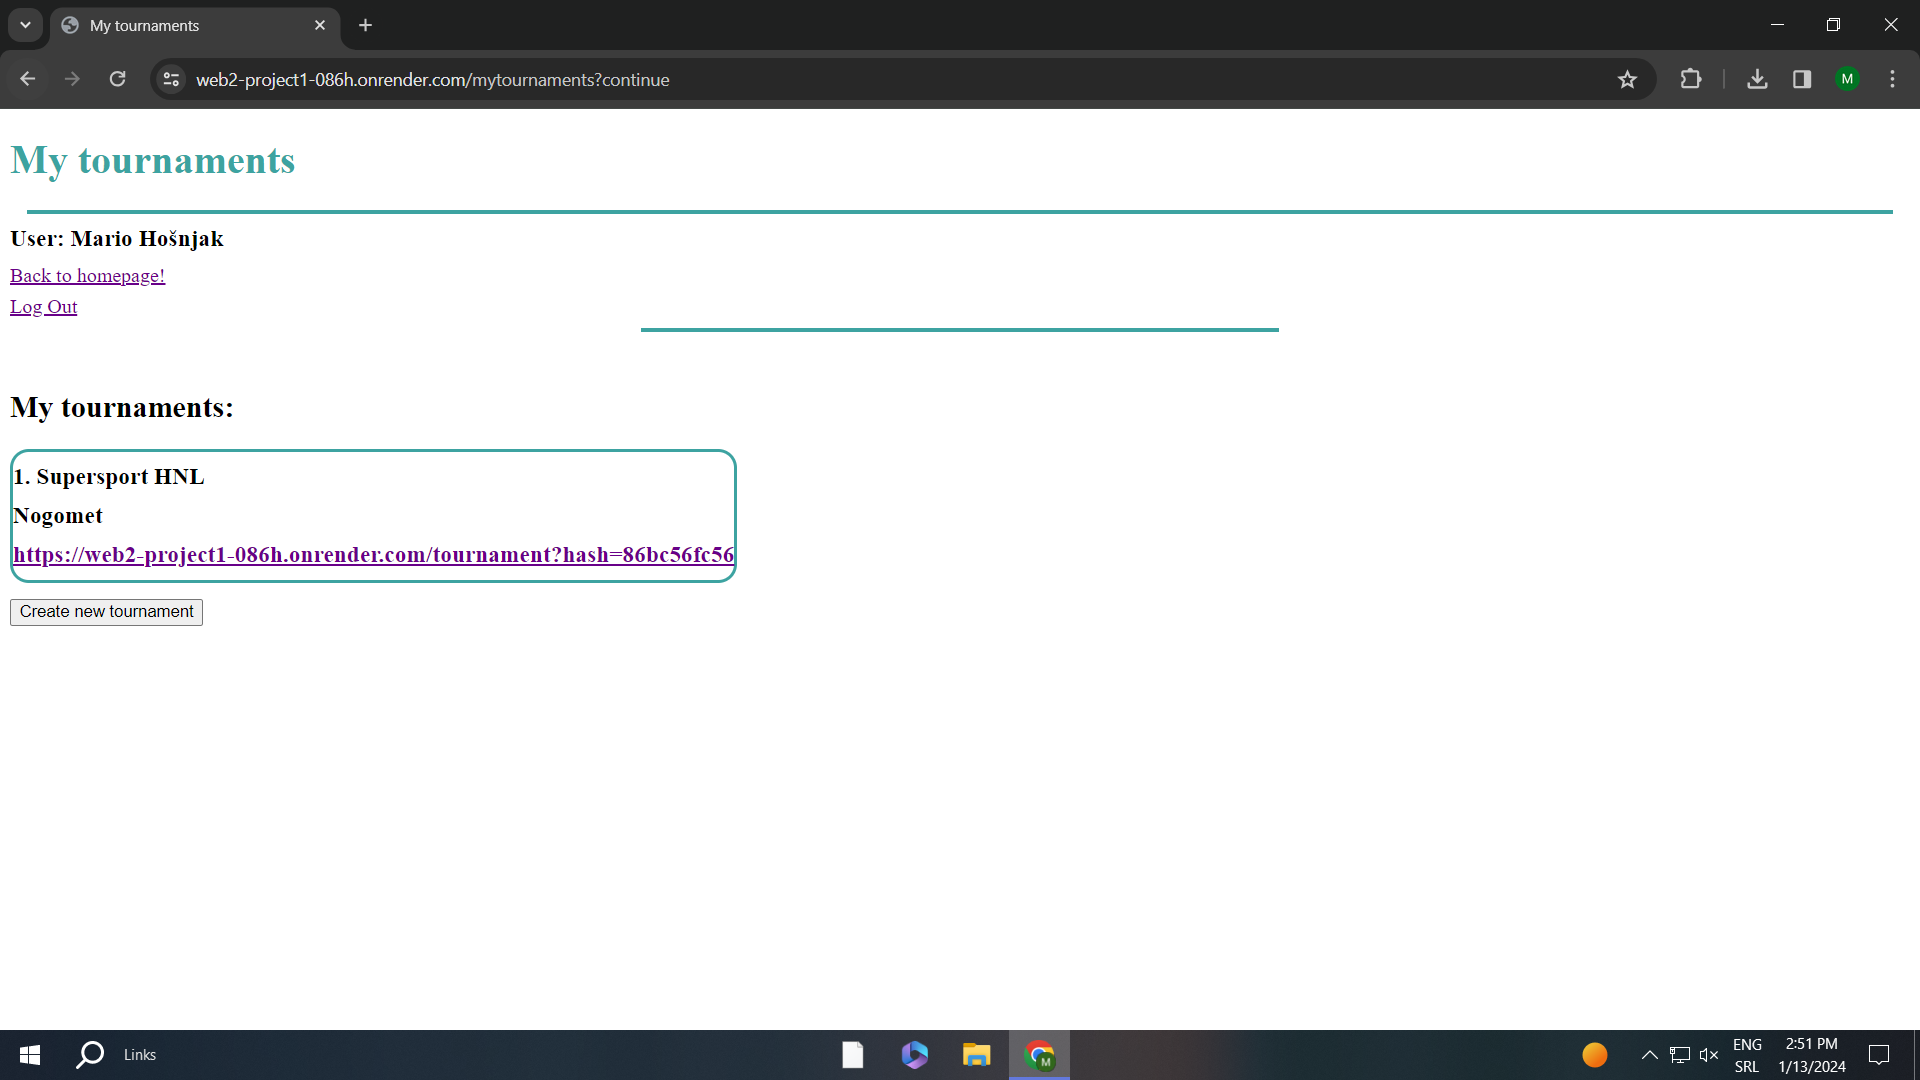 My tournaments
web2-project1-086h.onrender.com/mytournaments?continue
M
My tournaments
User: Mario Hošnjak
Back to homepage!
Log Out
My tournaments:
1. Supersport HNL
Nogomet
https://web2-project1-086h.onrender.com/tournament?hash=86bc56fc56
Create new tournament
Links
M
ENG
SRL
2:51 PM
1/13/2024